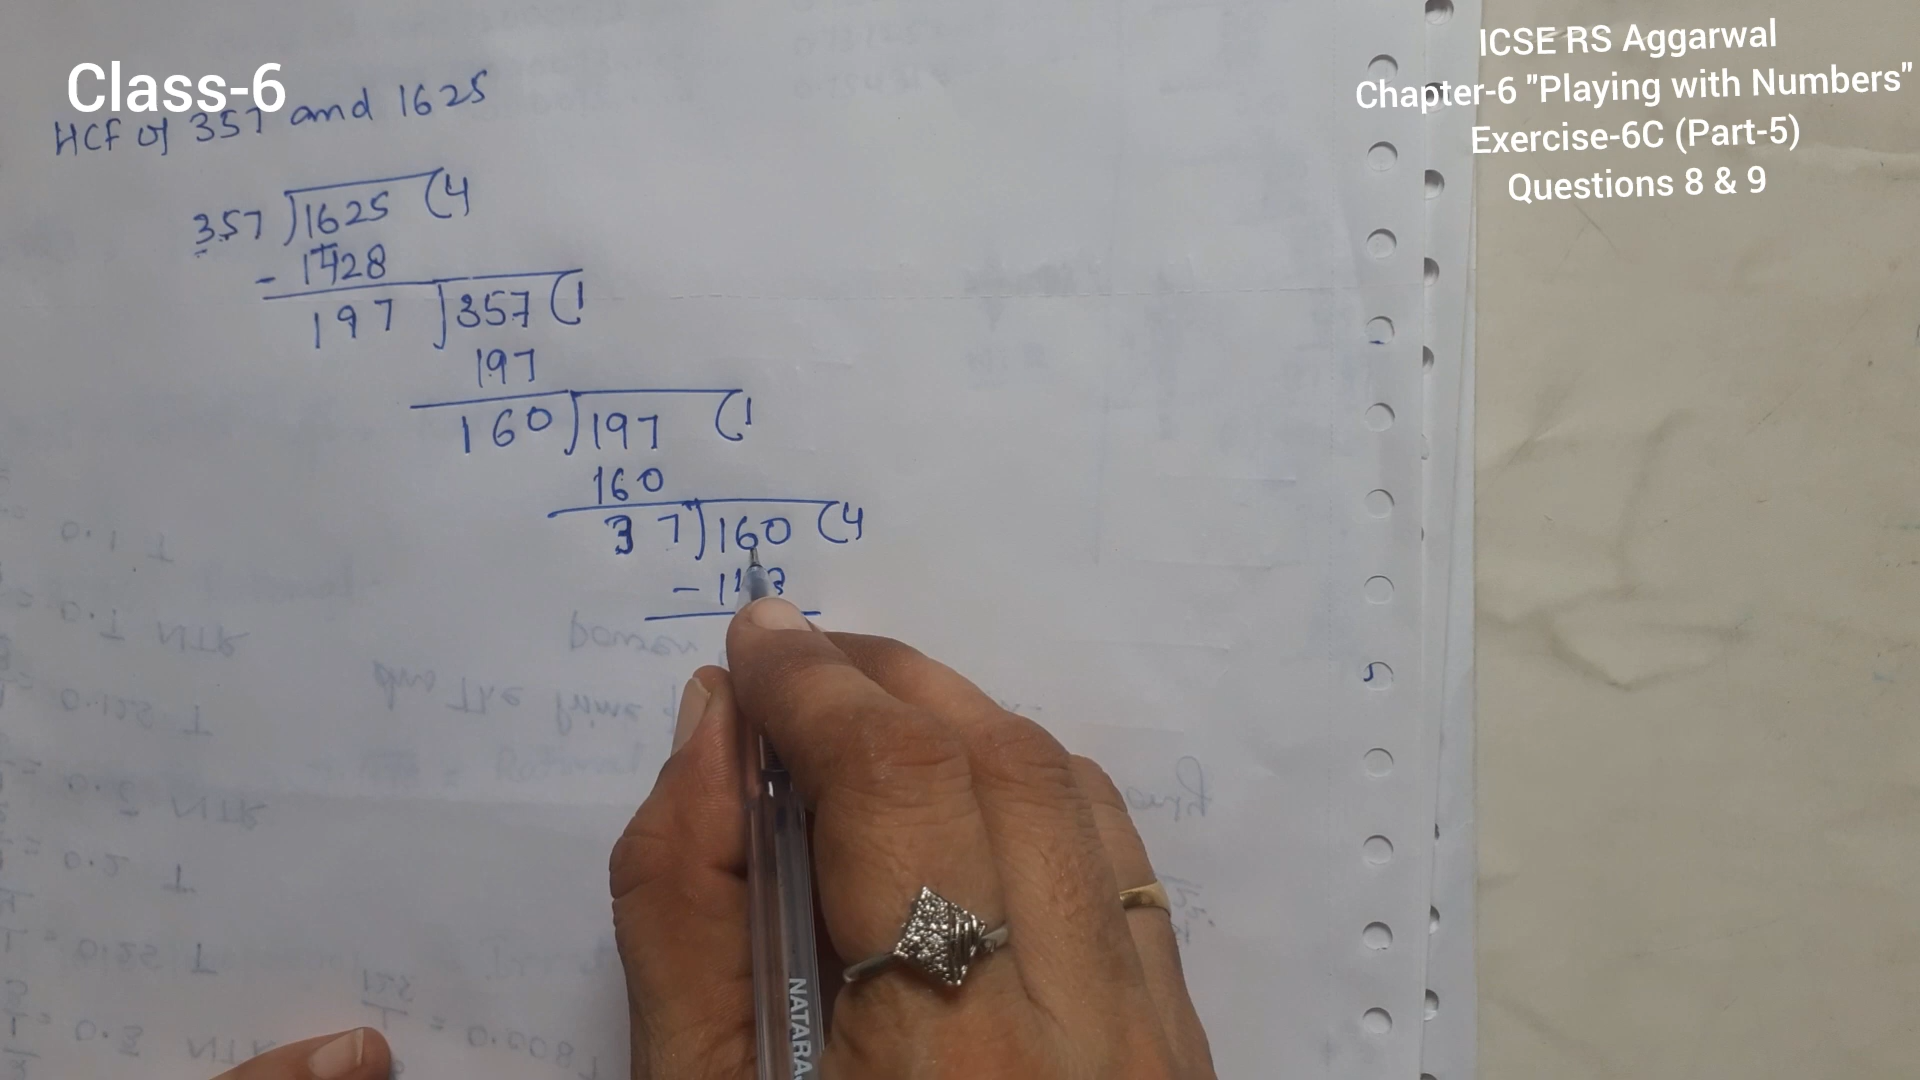 Class-6
ICSE RS Aggarwal
Chapter-6 "Playing with Numbers"
Exercise-6C (Part-5)
Questions 8 & 9
HCF of 357 and 1625
357 ) 1625 ( 4
- 1428
197 ) 357 ( 1
197
160 ) 197 ( 1
160
37 ) 160 ( 4
NATARA